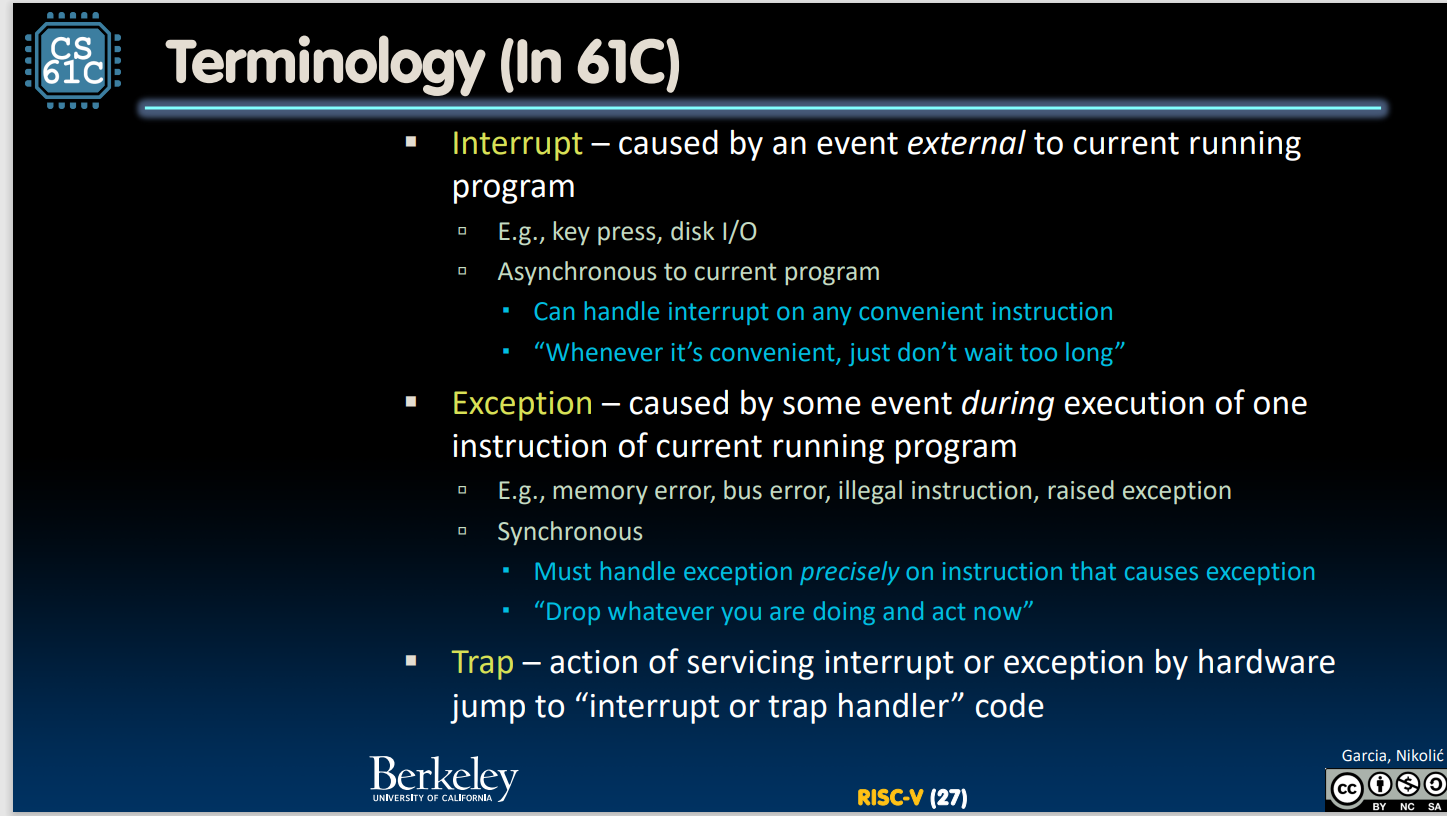 CS
61C
Terminology (In 61C)
▪ Interrupt – caused by an event external to current running
program
▫ E.g., key press, disk I/O
▫ Asynchronous to current program
▪ Can handle interrupt on any convenient instruction
▪ “Whenever it’s convenient, just don’t wait too long”
▪ Exception – caused by some event during execution of one
instruction of current running program
▫ E.g., memory error, bus error, illegal instruction, raised exception
▫ Synchronous
▪ Must handle exception precisely on instruction that causes exception
▪ “Drop whatever you are doing and act now”
▪ Trap – action of servicing interrupt or exception by hardware
jump to “interrupt or trap handler” code
Berkeley
UNIVERSITY OF CALIFORNIA
RISC-V (27)
Garcia, Nikolić
cc
BY NC SA